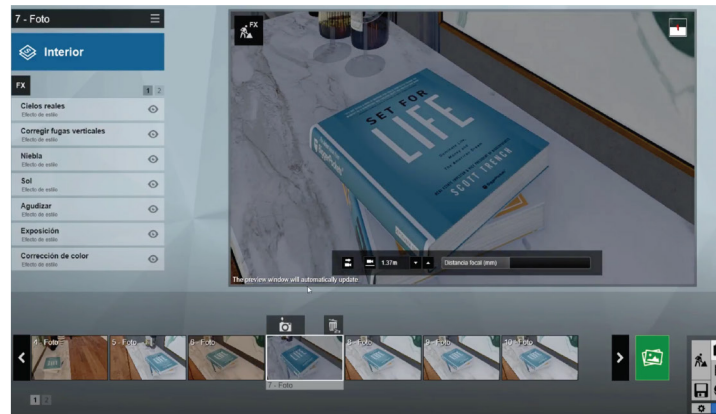 7 - Foto
Interior
FX
1 2
Cielos reales
Efecto de estilo
Corregir fugas verticales
Efecto de estilo
Niebla
Efecto de estilo
Sol
Efecto de estilo
Agudizar
Efecto de estilo
Exposición
Efecto de estilo
Corrección de color
Efecto de estilo
FX
SET FOR
LIFE
SCOTT TRENCH
BiggerPockets
1.37m
Distancia focal (mm)
The preview window will automatically update
4 - Foto
5 - Foto
6 - Foto
8 - Foto
9 - Foto
10 - Foto
7 - Foto
1 2